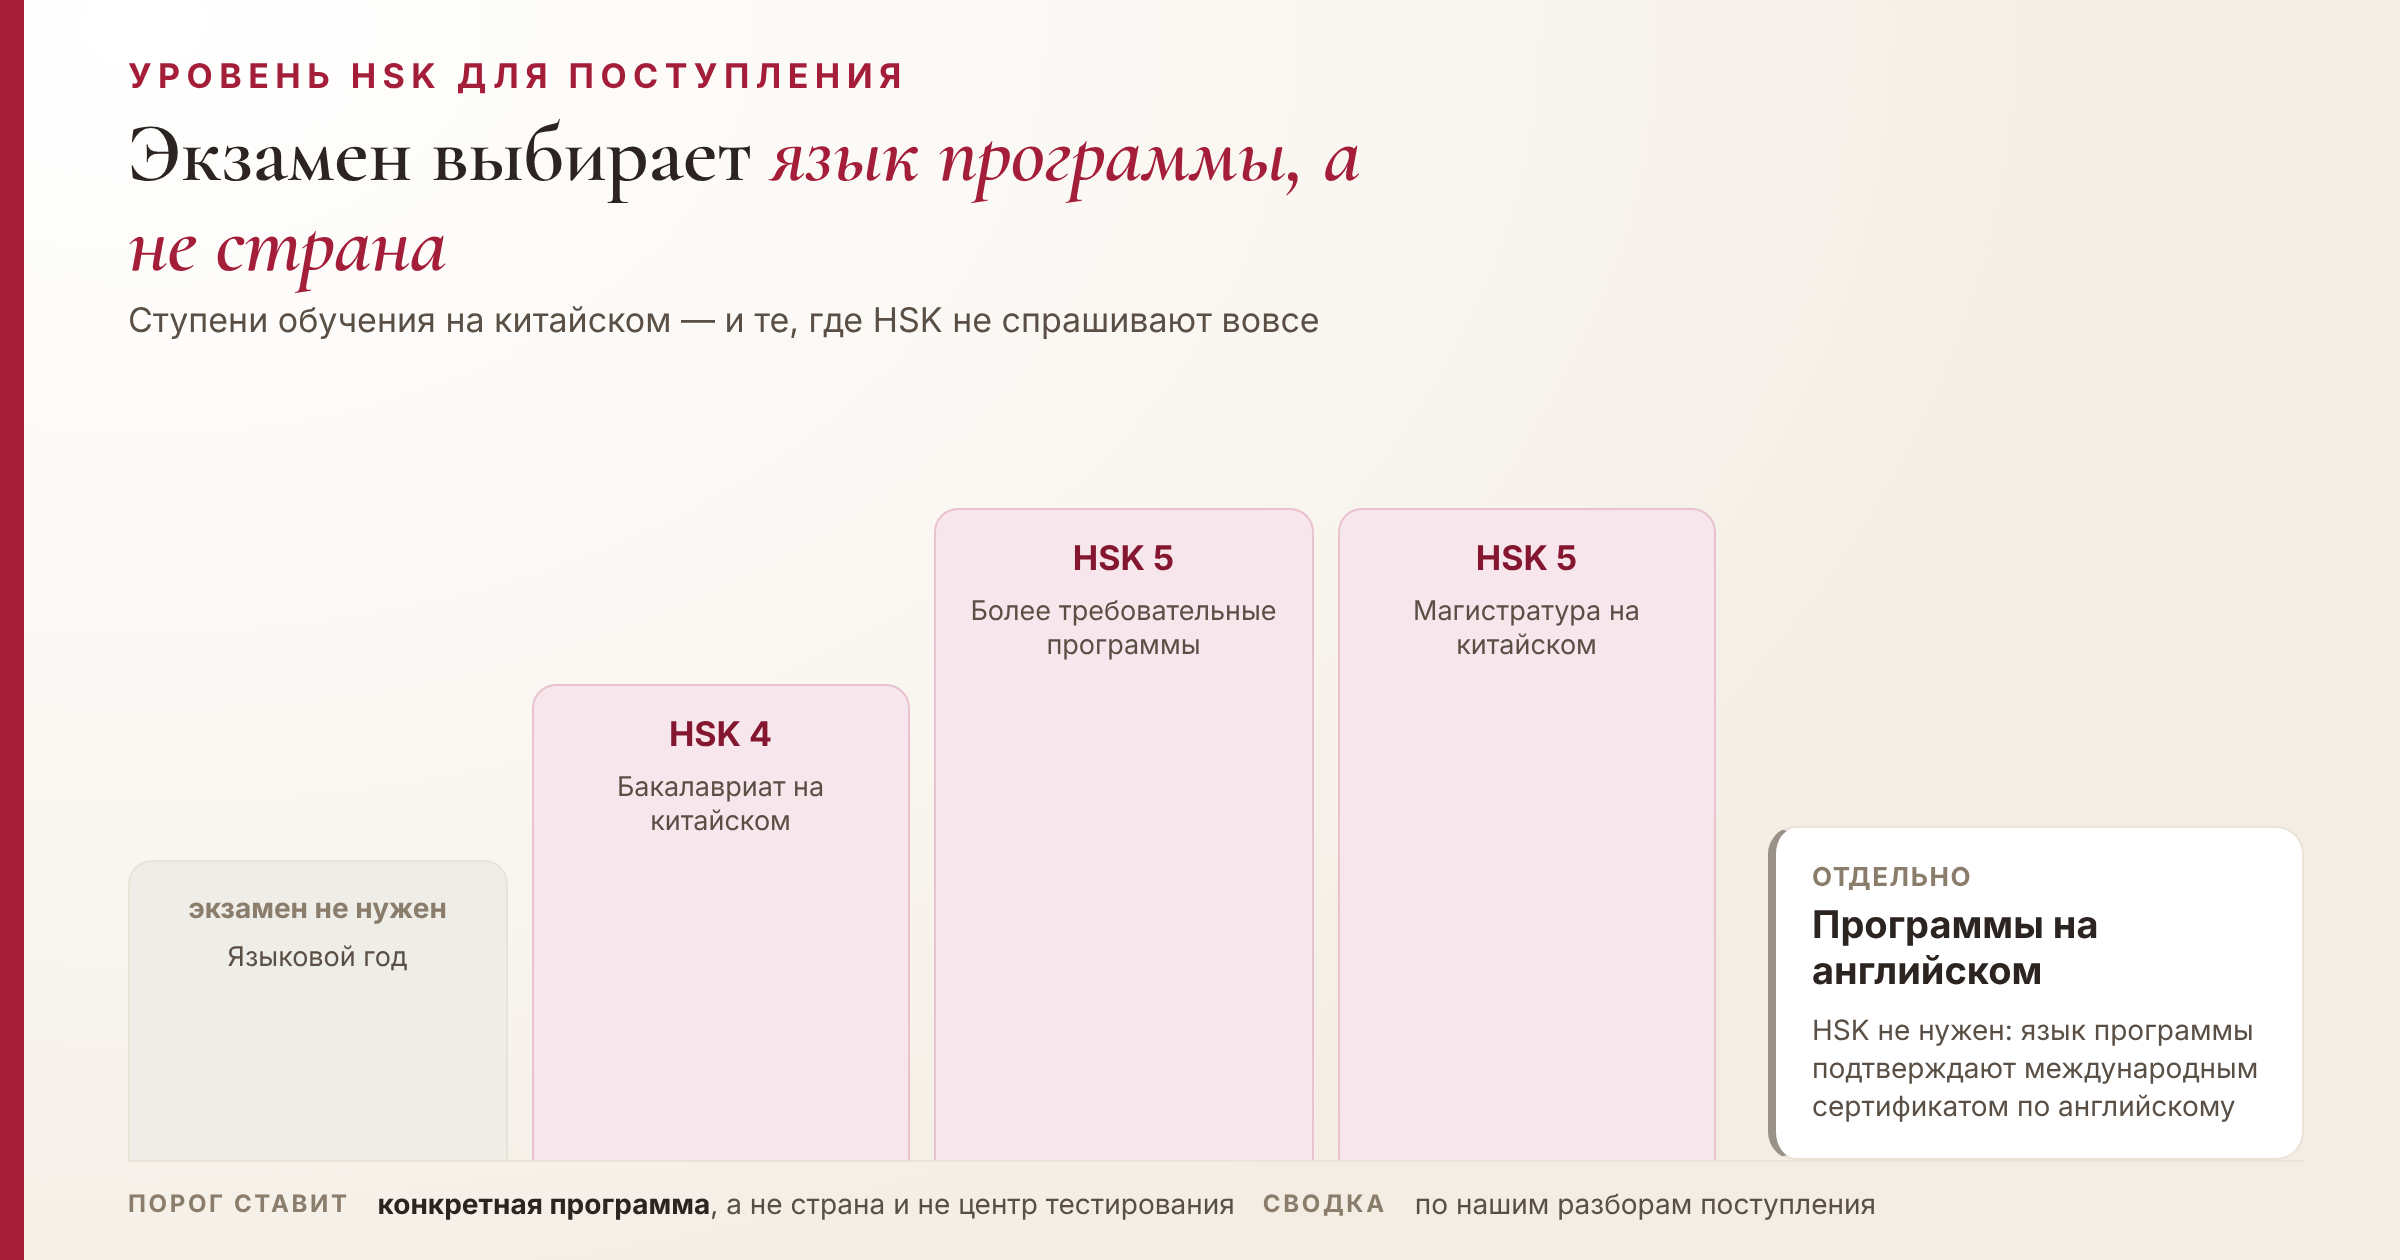 УРОВЕНЬ HSK ДЛЯ ПОСТУПЛЕНИЯ
Экзамен выбирает язык программы, а
не страна
Ступени обучения на китайском — и те, где HSK не спрашивают вовсе
экзамен не нужен
Языковой год
HSK 4
Бакалавриат на
китайском
HSK 5
Более требовательные
программы
HSK 5
Магистратура на
китайском
ОТДЕЛЬНО
Программы на
английском
HSK не нужен: язык программы
подтверждают международным
сертификатом по английскому
ПОРОГ СТАВИТ конкретная программа, а не страна и не центр тестирования СВОДКА по нашим разборам поступления